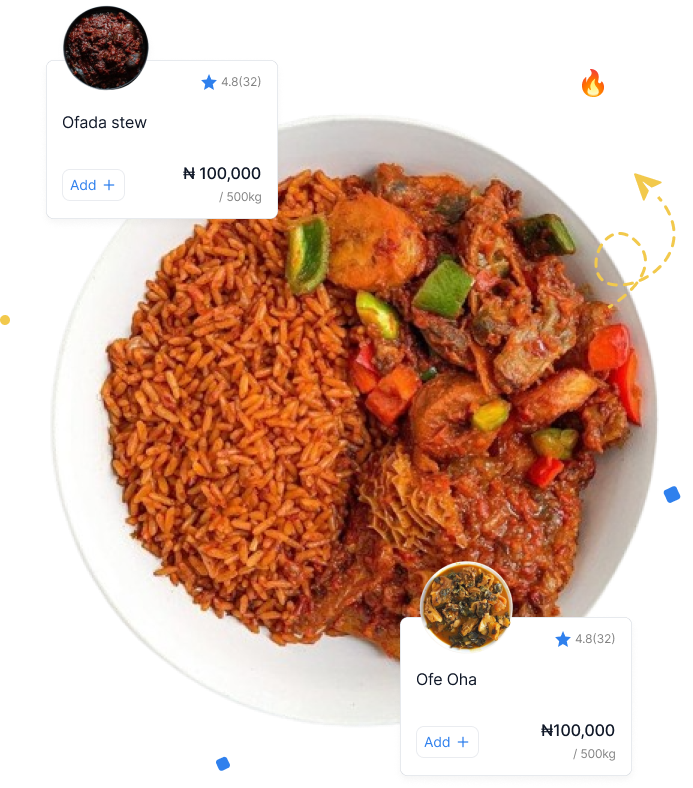 4.8(32)
Ofada stew
Add +
₦ 100,000
/ 500kg
4.8(32)
Ofe Oha
Add +
₦100,000
/ 500kg